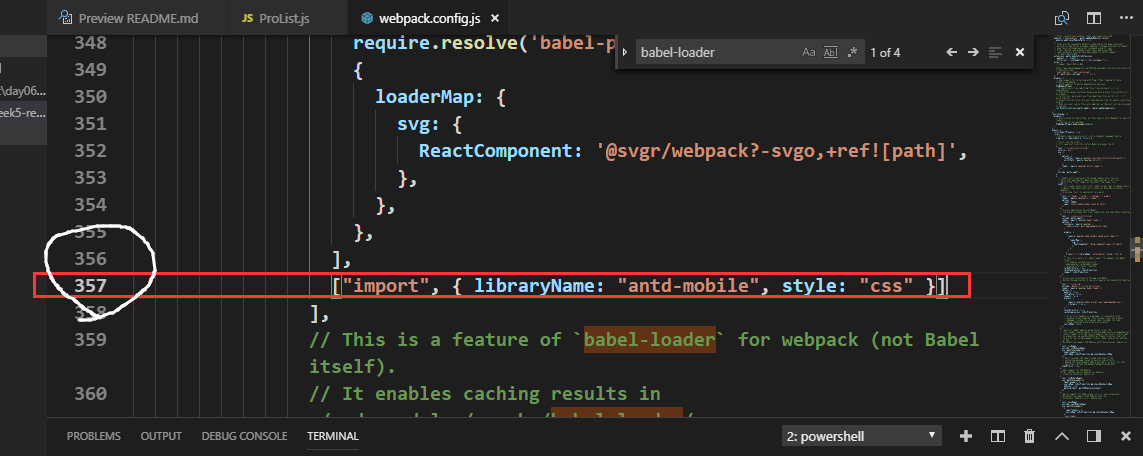 Preview README.md
JS ProList.js
webpack.config.js
babel-loader
Aa Abl .* 1 of 4
348 require.resolve('babel-p
349 {
350 loaderMap: {
351 svg: {
352 ReactComponent: '@svgr/webpack?-svgo,+ref![path]',
353 },
354 },
355 },
356 ],
357 ["import", { libraryName: "antd-mobile", style: "css" }]
358 ],
359 // This is a feature of `babel-loader` for webpack (not Babel
itself).
360 // It enables caching results in
\day06
eek5-re...
PROBLEMS OUTPUT DEBUG CONSOLE TERMINAL
2: powershell